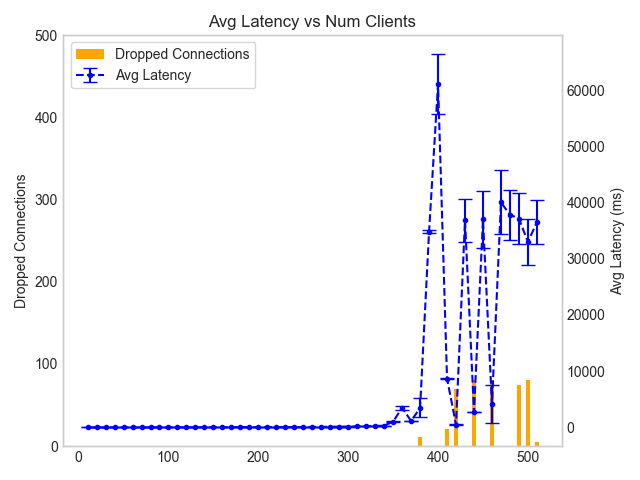 Avg Latency vs Num Clients
Dropped Connections
Avg Latency
500
400
300
200
100
0
Dropped Connections
60000
50000
40000
30000
20000
10000
0
Avg Latency (ms)
0 100 200 300 400 500